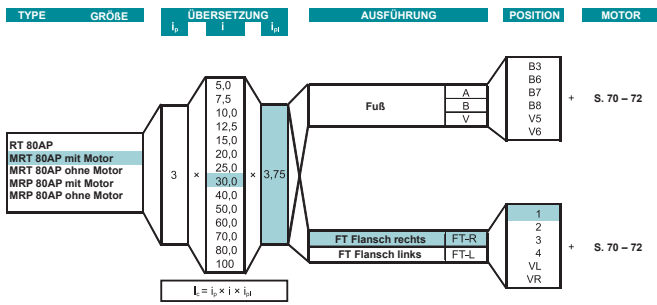 TYPE GRÖßE ÜBERSETZUNG AUSFÜHRUNG POSITION MOTOR
ip i ipl
RT 80AP
MRT 80AP mit Motor
MRT 80AP ohne Motor
MRP 80AP mit Motor
MRP 80AP ohne Motor
3
×
5,0
7,5
10,0
12,5
15,0
20,0
25,0
30,0
40,0
50,0
60,0
70,0
80,0
100
×
3,75
Fuß
A
B
V
B3
B6
B7
B8
V5
V6
+ S. 70 – 72
FT Flansch rechts FT-R
FT Flansch links FT-L
1
2
3
4
VL
VR
+ S. 70 – 72
Ic = ip × i × ipl